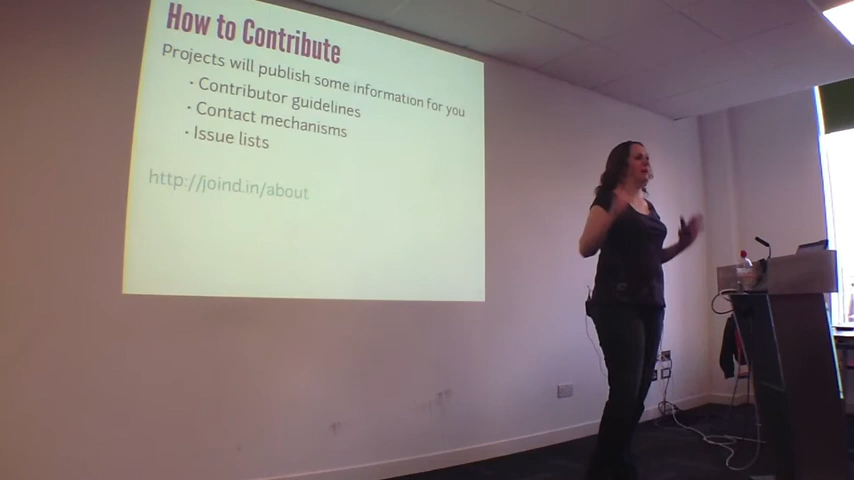 How to Contribute
Projects will publish some information for you
· Contributor guidelines
· Contact mechanisms
· Issue lists
http://joind.in/about